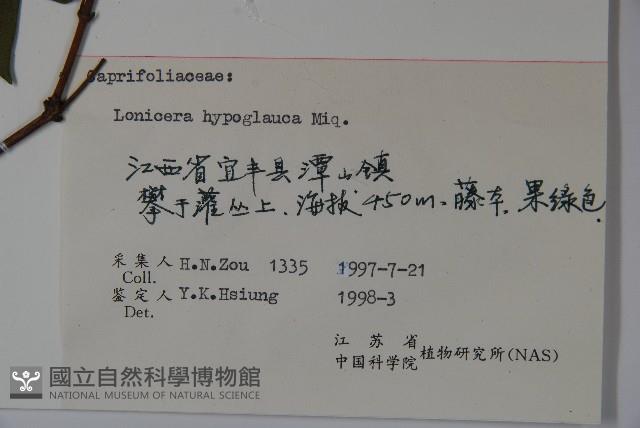 Caprifoliaceae:
Lonicera hypoglauca Miq.
江西省宜丰县潭山镇
攀于灌丛上、海拔450m、藤本、果绿色.
采集人 H.N.Zou 1335 1997-7-21
Coll.
鉴定人 Y.K.Hsiung 1998-3
Det.
江苏省
中国科学院 植物研究所(NAS)
國立自然科學博物館
NATIONAL MUSEUM OF NATURAL SCIENCE